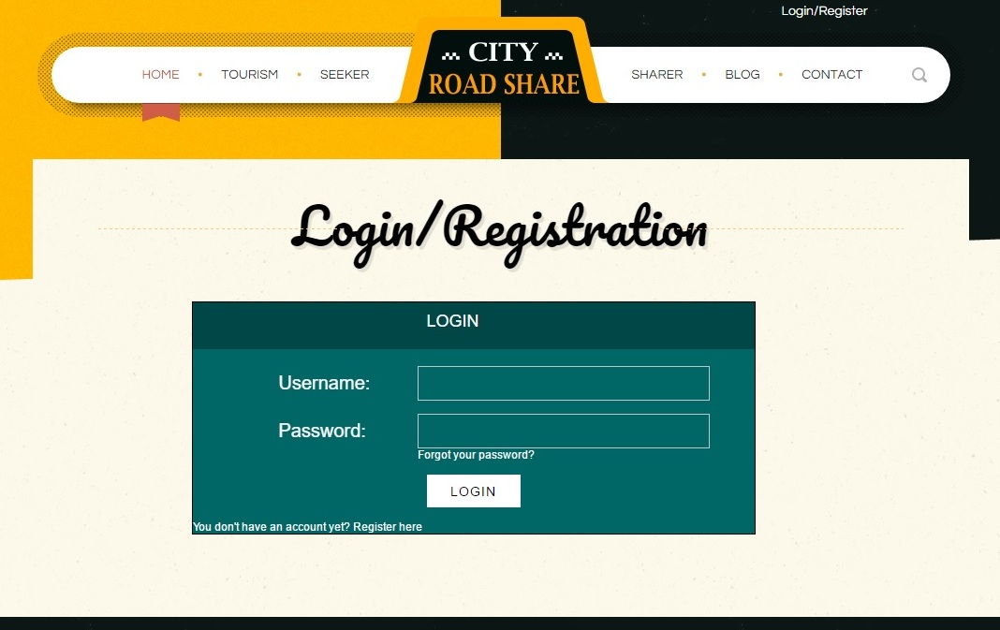 Login/Register
HOME TOURISM SEEKER
CITY
ROAD SHARE
SHARER BLOG CONTACT
Login/Registration
LOGIN
Username:
Password:
Forgot your password?
LOGIN
You don't have an account yet? Register here